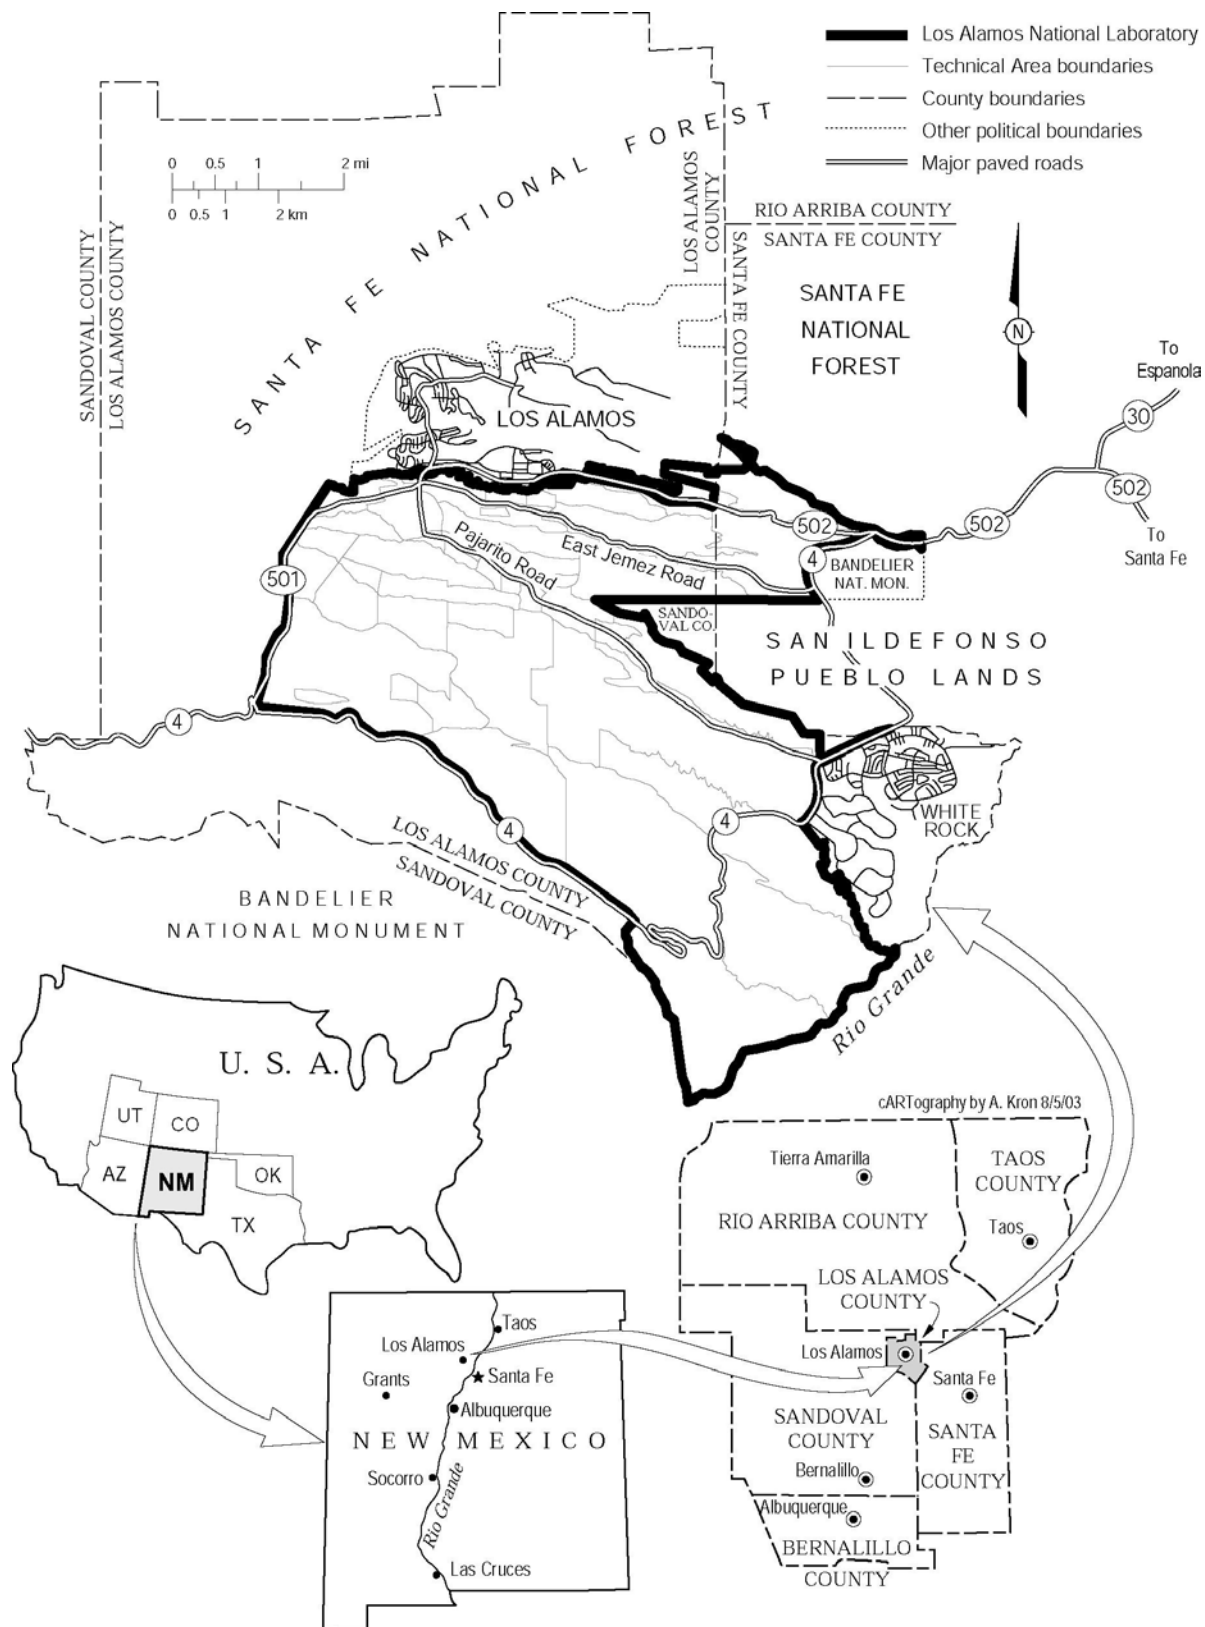 Los Alamos National Laboratory
Technical Area boundaries
County boundaries
Other political boundaries
Major paved roads
0 0.5 1 2 mi
0 0.5 1 2 km
SANTA FE NATIONAL FOREST
SANDOVAL COUNTY
LOS ALAMOS COUNTY
LOS ALAMOS
COUNTY
SANTA FE COUNTY
RIO ARRIBA COUNTY
SANTA FE COUNTY
SANTA FE
NATIONAL
FOREST
N
To
Espanola
30
502
To
Santa Fe
502
502
LOS ALAMOS
501
Pajarito Road
East Jemez Road
4
BANDELIER
NAT. MON.
SANDO-
VAL CO.
SAN ILDEFONSO
PUEBLO LANDS
4
4
4
WHITE
ROCK
LOS ALAMOS COUNTY
SANDOVAL COUNTY
BANDELIER
NATIONAL MONUMENT
Rio Grande
U. S. A.
UT
CO
AZ
NM
OK
TX
cARTography by A. Kron 8/5/03
Tierra Amarilla
TAOS
COUNTY
RIO ARRIBA COUNTY
Taos
LOS ALAMOS
COUNTY
Los Alamos
Santa Fe
SANDOVAL
COUNTY
SANTA
FE
COUNTY
Bernalillo
Albuquerque
BERNALILLO
COUNTY
Taos
Los Alamos
Grants
Santa Fe
Albuquerque
NEW MEXICO
Socorro
Rio Grande
Las Cruces